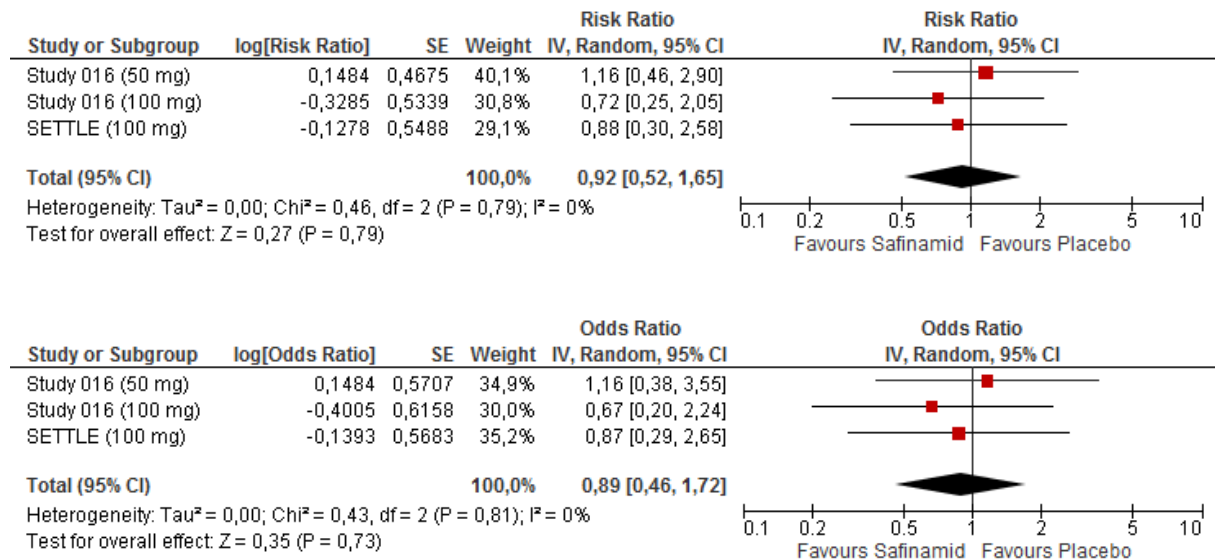 Risk Ratio Risk Ratio
Study or Subgroup log[Risk Ratio] SE Weight IV, Random, 95% CI IV, Random, 95% CI
Study 016 (50 mg) 0,1484 0,4675 40,1% 1,16 [0,46, 2,90]
Study 016 (100 mg) -0,3285 0,5339 30,8% 0,72 [0,25, 2,05]
SETTLE (100 mg) -0,1278 0,5488 29,1% 0,88 [0,30, 2,58]
Total (95% CI) 100,0% 0,92 [0,52, 1,65]
Heterogeneity: Tau² = 0,00; Chi² = 0,46, df = 2 (P = 0,79); I² = 0%
Test for overall effect: Z = 0,27 (P = 0,79)
0.1 0.2 0.5 1 2 5 10
Favours Safinamid Favours Placebo
Odds Ratio Odds Ratio
Study or Subgroup log[Odds Ratio] SE Weight IV, Random, 95% CI IV, Random, 95% CI
Study 016 (50 mg) 0,1484 0,5707 34,9% 1,16 [0,38, 3,55]
Study 016 (100 mg) -0,4005 0,6158 30,0% 0,67 [0,20, 2,24]
SETTLE (100 mg) -0,1393 0,5683 35,2% 0,87 [0,29, 2,65]
Total (95% CI) 100,0% 0,89 [0,46, 1,72]
Heterogeneity: Tau² = 0,00; Chi² = 0,43, df = 2 (P = 0,81); I² = 0%
Test for overall effect: Z = 0,35 (P = 0,73)
0.1 0.2 0.5 1 2 5 10
Favours Safinamid Favours Placebo